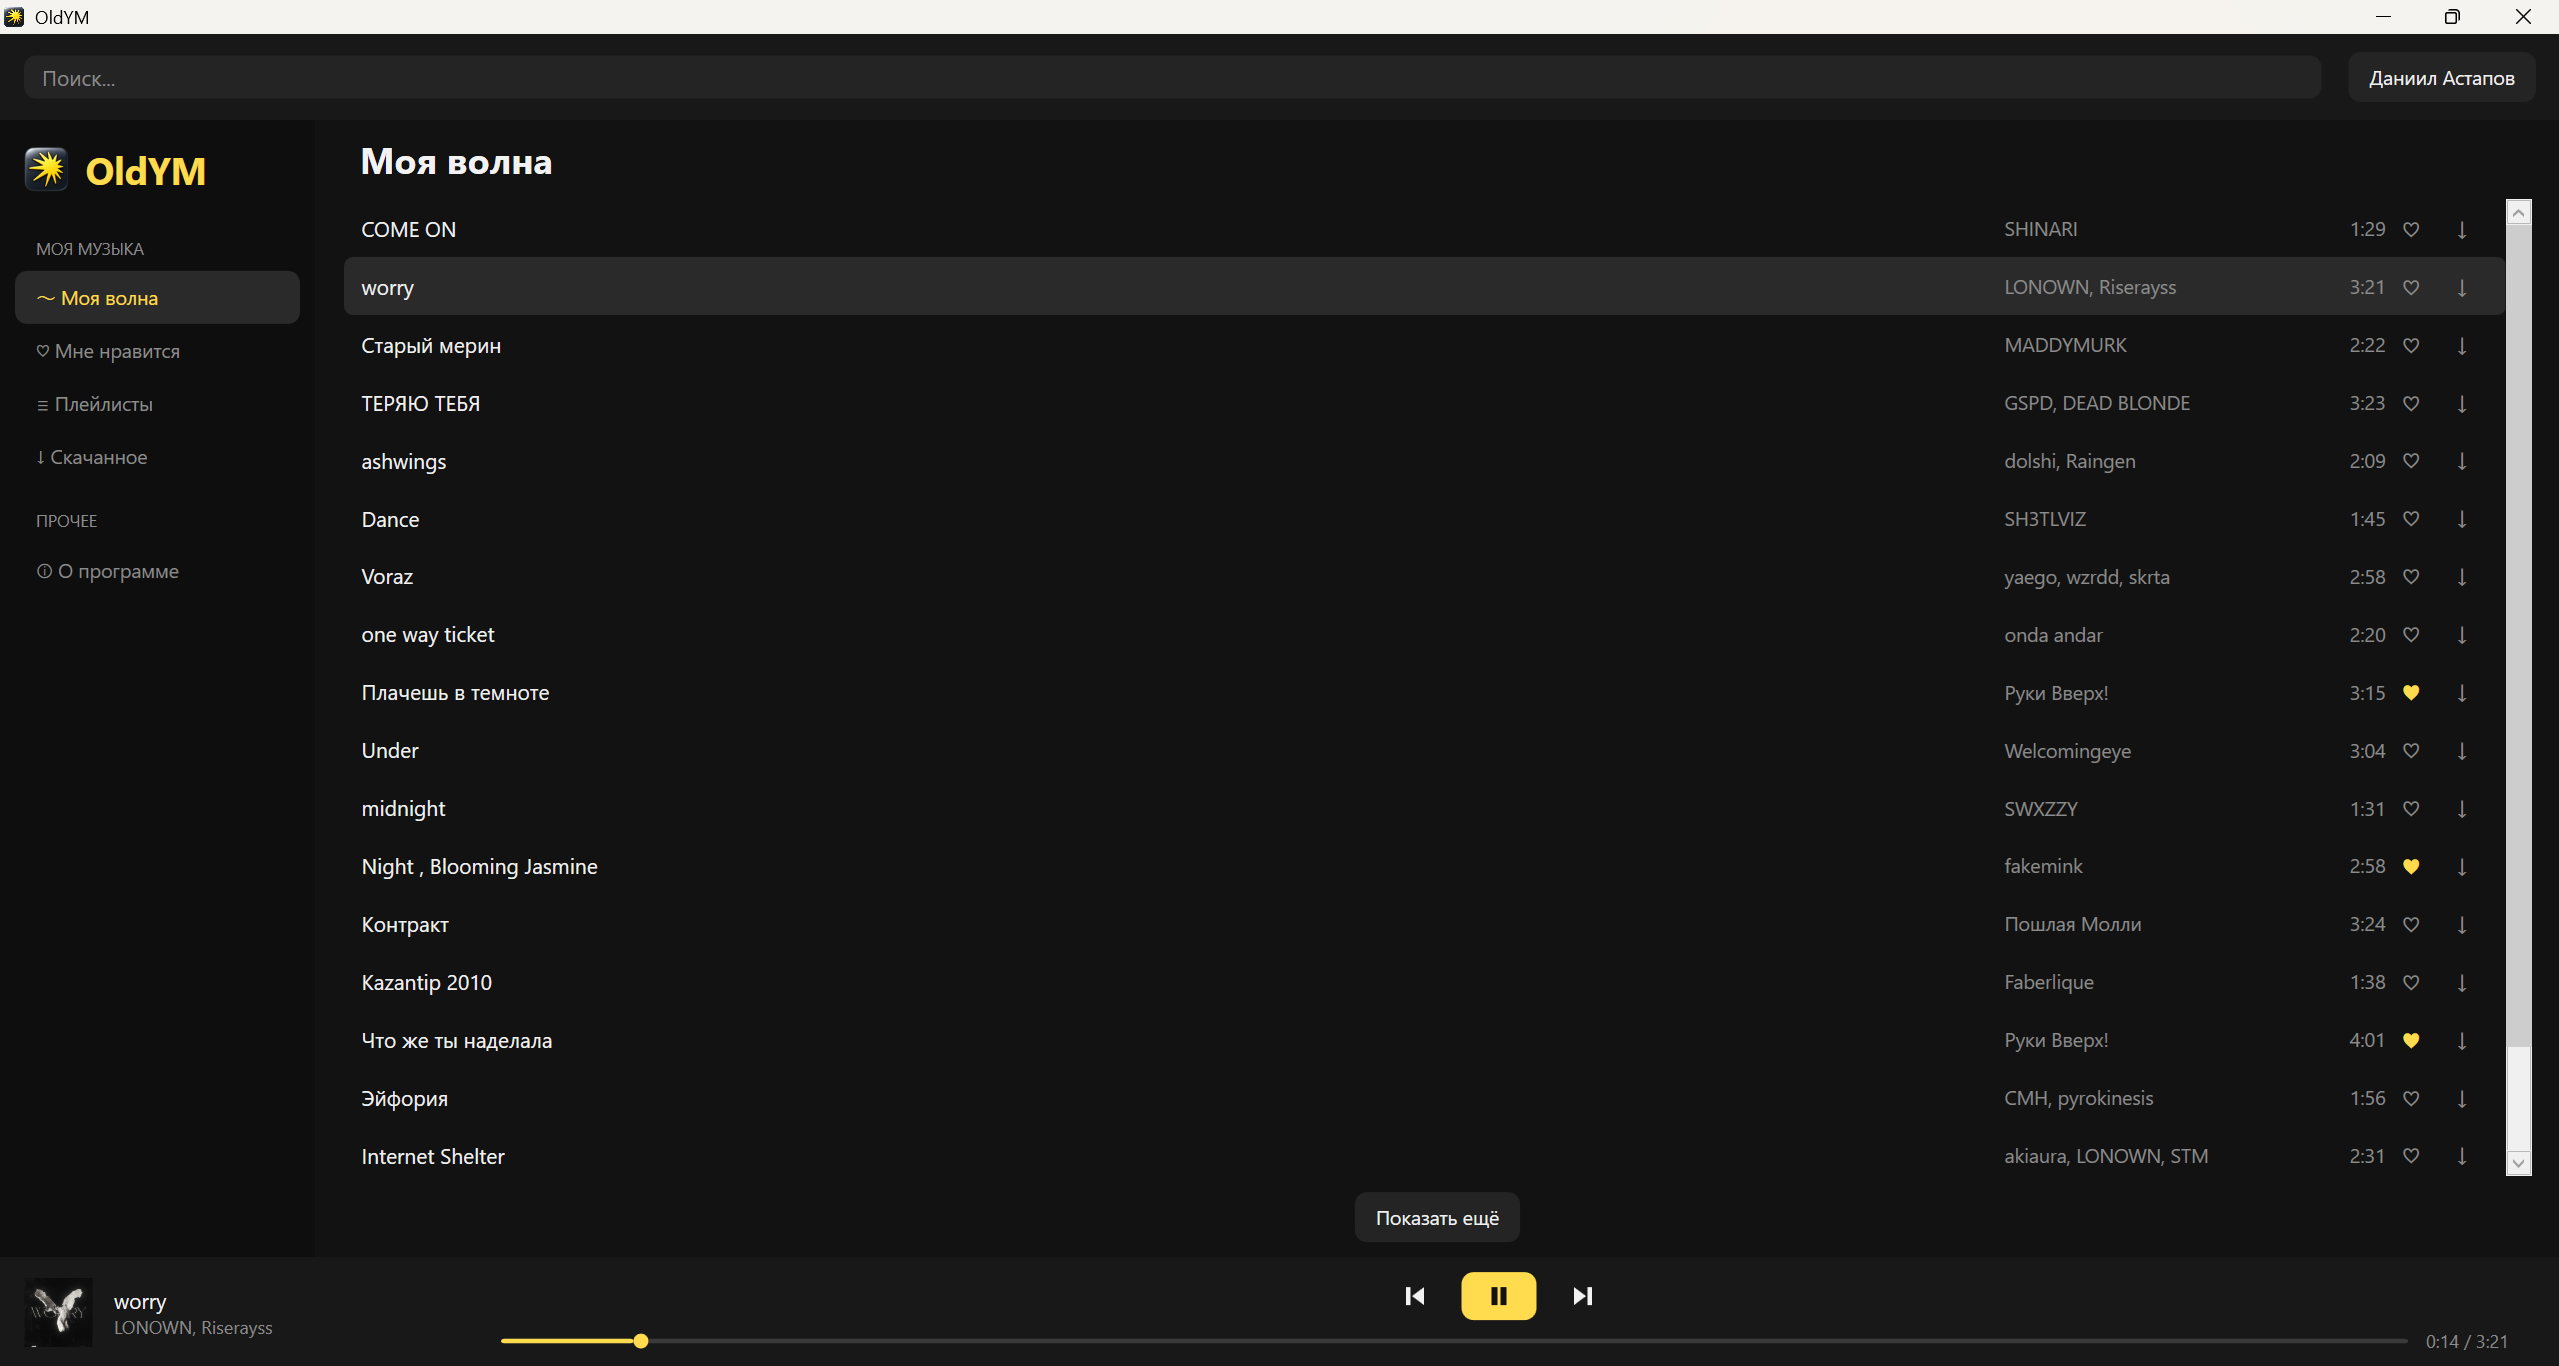 OldYM
Поиск...
Даниил Астапов
OldYM
МОЯ МУЗЫКА
Моя волна
Мне нравится
Плейлисты
Скачанное
ПРОЧЕЕ
О программе
Моя волна
COME ON SHINARI 1:29
worry LONOWN, Riserayss 3:21
Старый мерин MADDYMURK 2:22
ТЕРЯЮ ТЕБЯ GSPD, DEAD BLONDE 3:23
ashwings dolshi, Raingen 2:09
Dance SH3TLVIZ 1:45
Voraz yaego, wzrdd, skrta 2:58
one way ticket onda andar 2:20
Плачешь в темноте Руки Вверх! 3:15
Under Welcomingeye 3:04
midnight SWXZZY 1:31
Night , Blooming Jasmine fakemink 2:58
Контракт Пошлая Молли 3:24
Kazantip 2010 Faberlique 1:38
Что же ты наделала Руки Вверх! 4:01
Эйфория СМН, pyrokinesis 1:56
Internet Shelter akiaura, LONOWN, STM 2:31
Показать ещё
WORRY
worry
LONOWN, Riserayss
0:14 / 3:21